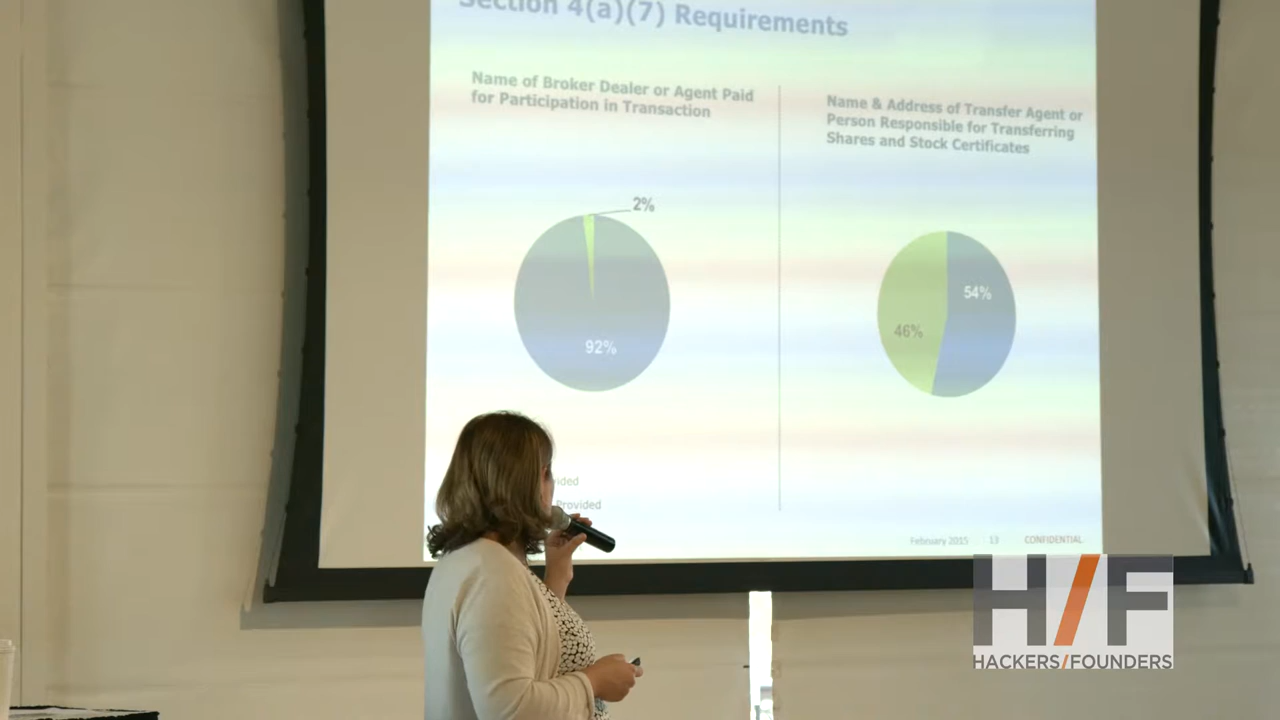 Section 4(a)(7) Requirements
Name of Broker Dealer or Agent Paid
for Participation in Transaction
2%
92%
Name & Address of Transfer Agent or
Person Responsible for Transferring
Shares and Stock Certificates
54%
46%
Provided
February 2015 13 CONFIDENTIAL
H/F
HACKERS/FOUNDERS